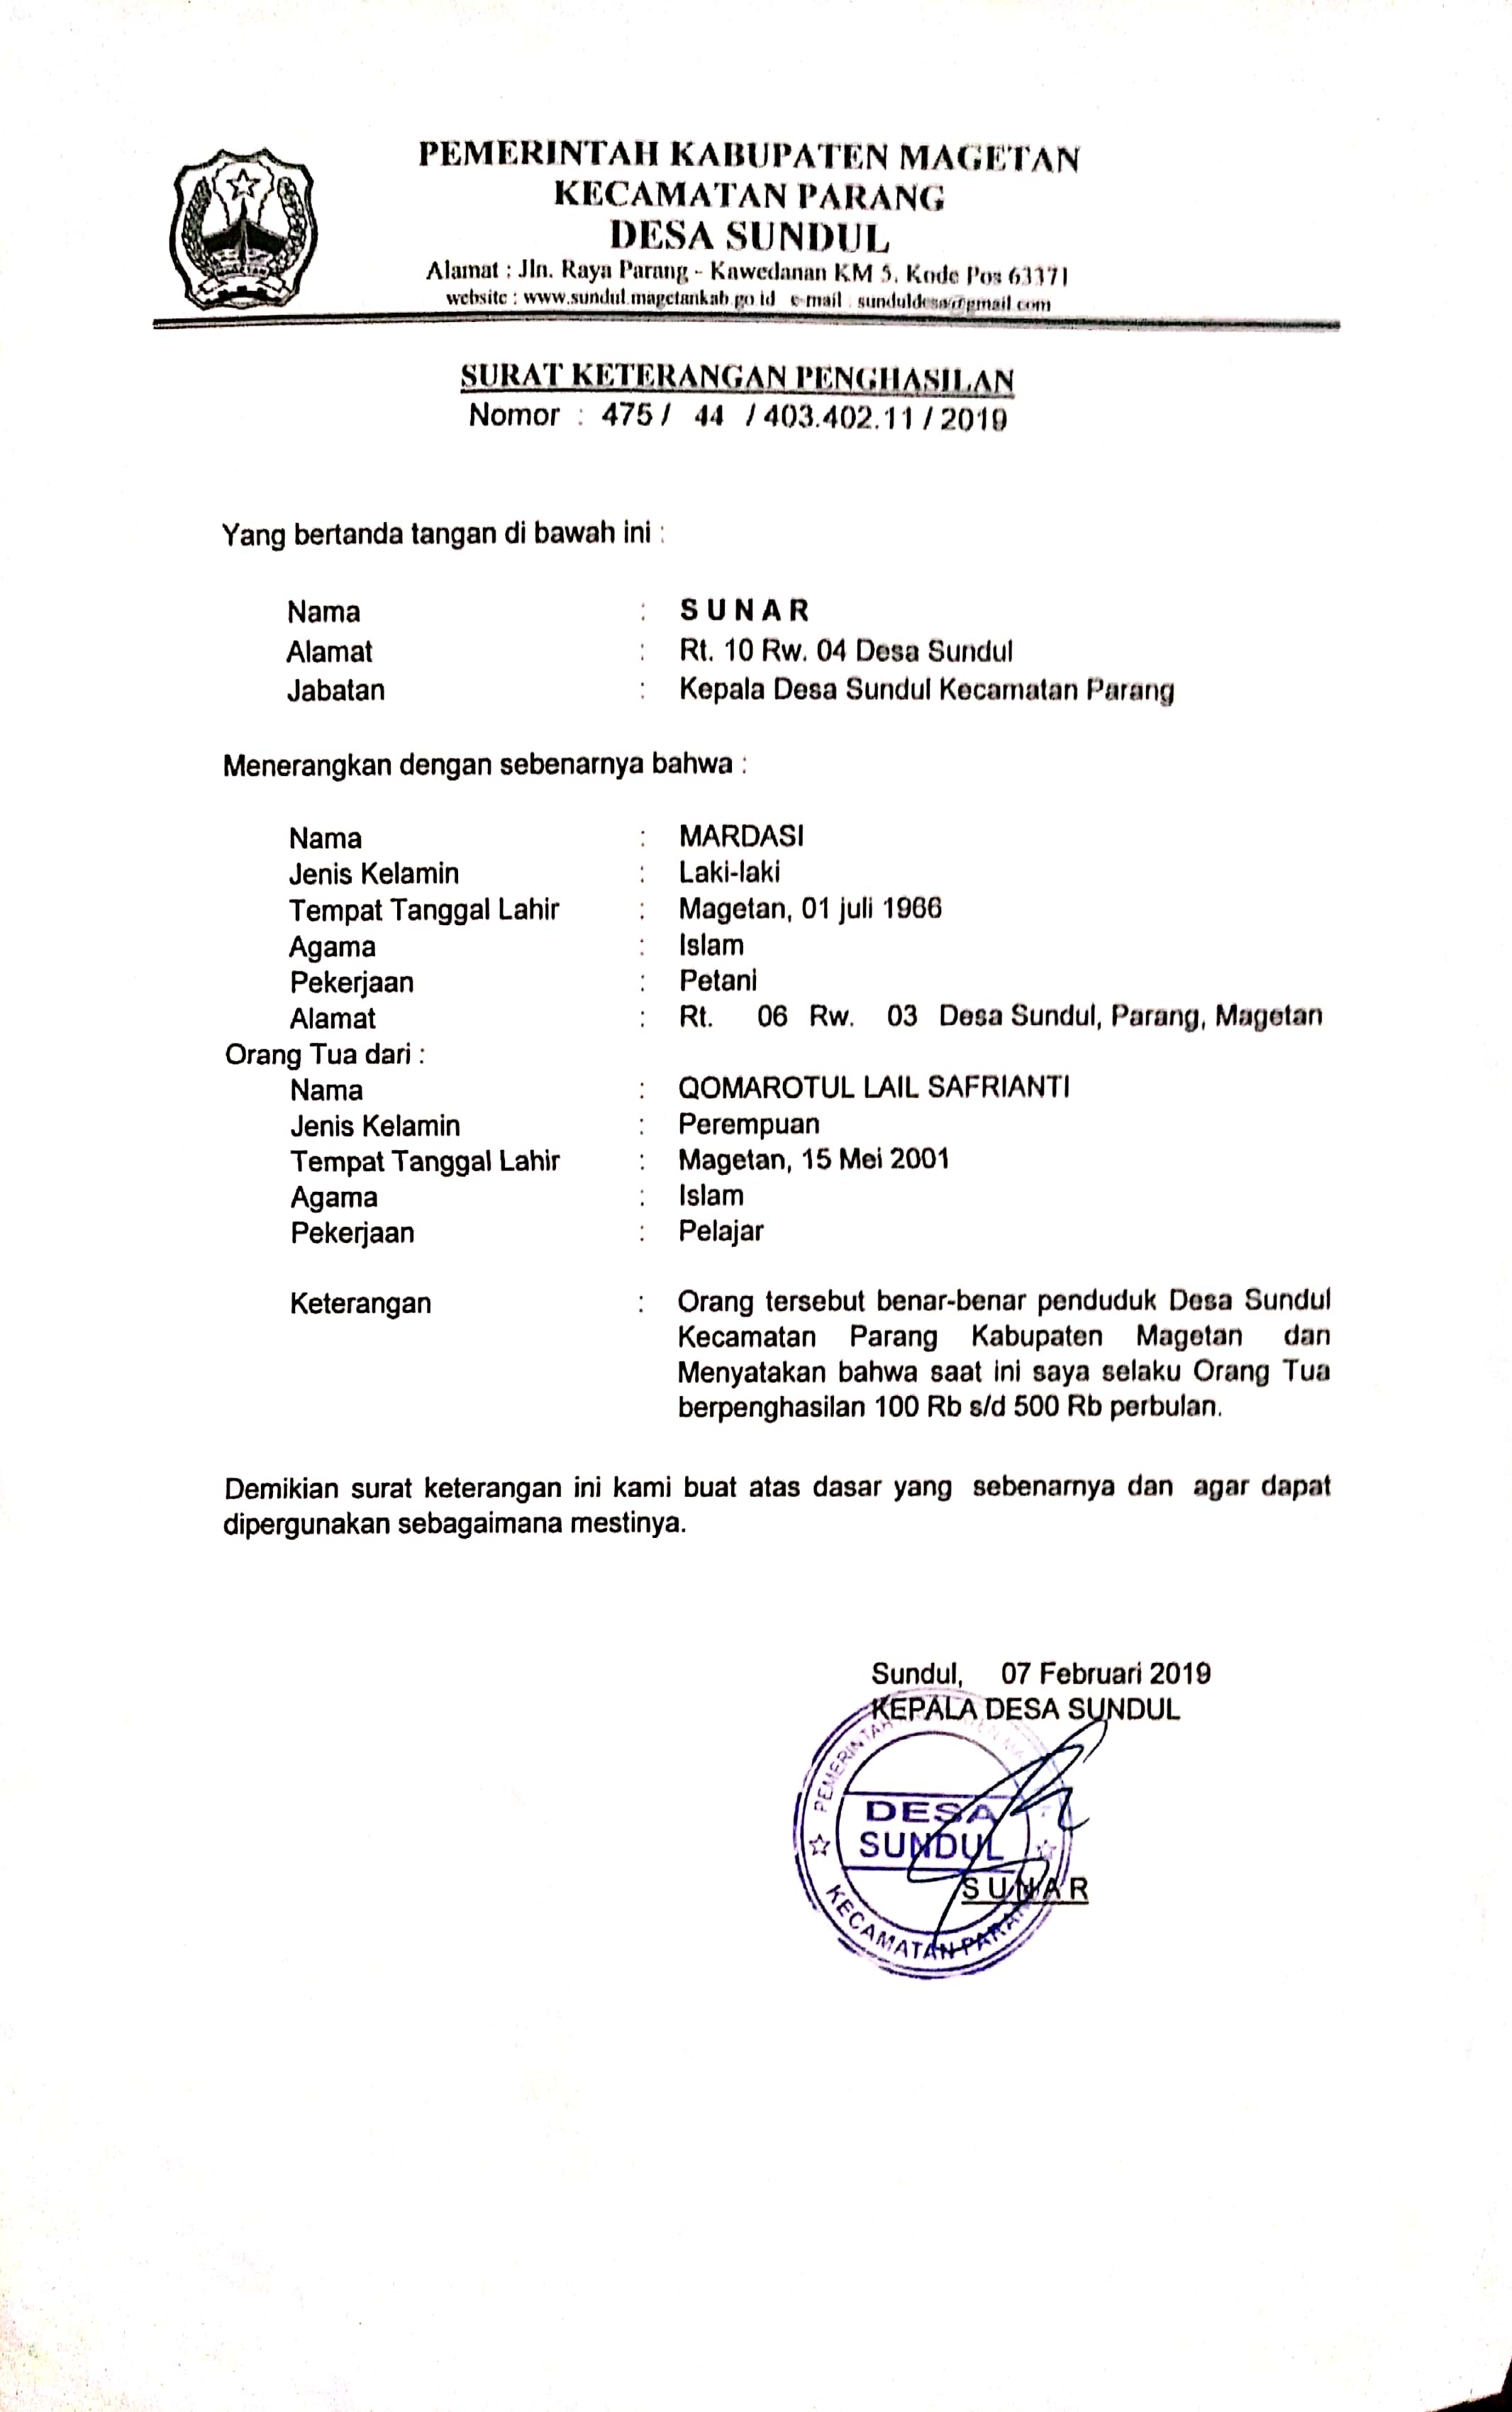 PEMERINTAH KABUPATEN MAGETAN
KECAMATAN PARANG
DESA SUNDUL
Alamat : Jln. Raya Parang - Kawedanan KM 5, Kode Pos 63371
website : www.sundul.magetankab.go.id e-mail : sunduldesa@gmail.com
SURAT KETERANGAN PENGHASILAN
Nomor : 475 / 44 / 403.402.11 / 2019
Yang bertanda tangan di bawah ini :
Nama : S U N A R
Alamat : Rt. 10 Rw. 04 Desa Sundul
Jabatan : Kepala Desa Sundul Kecamatan Parang
Menerangkan dengan sebenarnya bahwa :
Nama : MARDASI
Jenis Kelamin : Laki-laki
Tempat Tanggal Lahir : Magetan, 01 juli 1966
Agama : Islam
Pekerjaan : Petani
Alamat : Rt. 06 Rw. 03 Desa Sundul, Parang, Magetan
Orang Tua dari :
Nama : QOMAROTUL LAIL SAFRIANTI
Jenis Kelamin : Perempuan
Tempat Tanggal Lahir : Magetan, 15 Mei 2001
Agama : Islam
Pekerjaan : Pelajar
Keterangan : Orang tersebut benar-benar penduduk Desa Sundul
Kecamatan Parang Kabupaten Magetan dan
Menyatakan bahwa saat ini saya selaku Orang Tua
berpenghasilan 100 Rb s/d 500 Rb perbulan.
Demikian surat keterangan ini kami buat atas dasar yang sebenarnya dan agar dapat
dipergunakan sebagaimana mestinya.
Sundul, 07 Februari 2019
KEPALA DESA SUNDUL
PEMERINTAH
DESA
SUNDUL
KECAMATAN PARANG
S U N A R